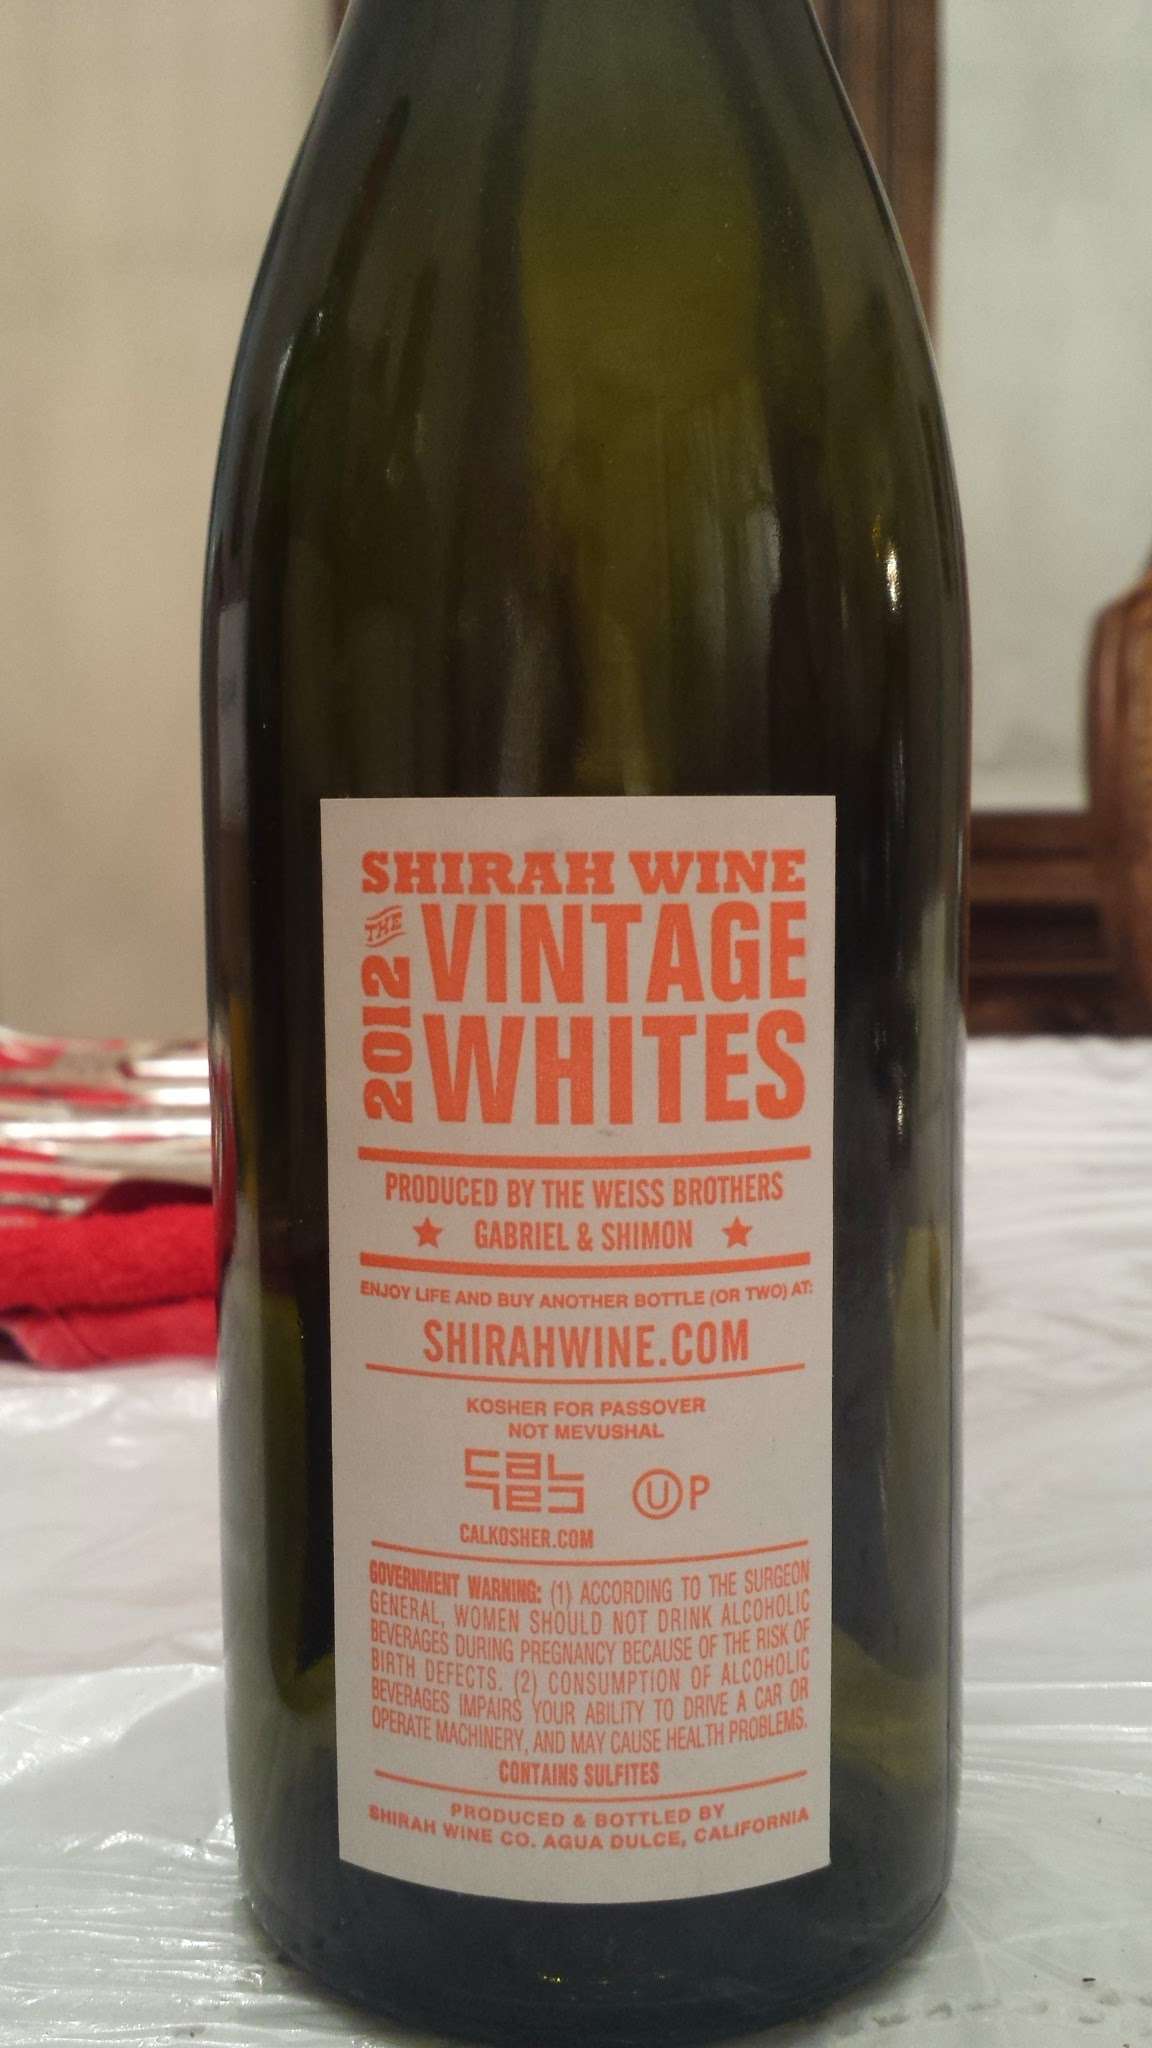 SHIRAH WINE
2012 THE VINTAGE
WHITES
PRODUCED BY THE WEISS BROTHERS
★ GABRIEL & SHIMON ★
ENJOY LIFE AND BUY ANOTHER BOTTLE (OR TWO) AT:
SHIRAHWINE.COM
KOSHER FOR PASSOVER
NOT MEVUSHAL
CAL
Ⓤ P
CALKOSHER.COM
GOVERNMENT WARNING: (1) ACCORDING TO THE SURGEON
GENERAL, WOMEN SHOULD NOT DRINK ALCOHOLIC
BEVERAGES DURING PREGNANCY BECAUSE OF THE RISK OF
BIRTH DEFECTS. (2) CONSUMPTION OF ALCOHOLIC
BEVERAGES IMPAIRS YOUR ABILITY TO DRIVE A CAR OR
OPERATE MACHINERY, AND MAY CAUSE HEALTH PROBLEMS.
CONTAINS SULFITES
PRODUCED & BOTTLED BY
SHIRAH WINE CO. AGUA DULCE, CALIFORNIA